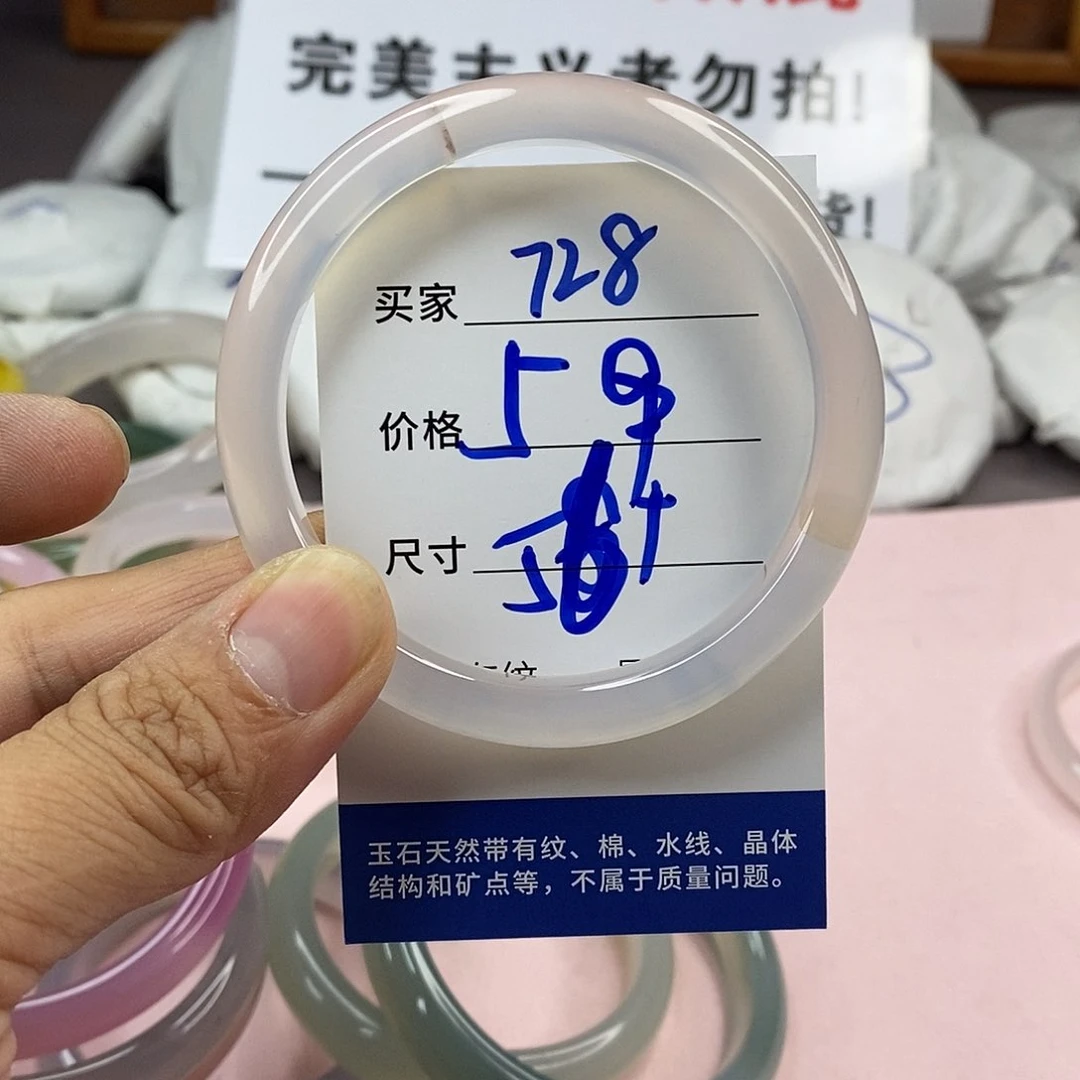 完美主义者勿拍!
货!
买家 728
价格 59
尺寸
玉石天然带有纹、棉、水线、晶体
结构和矿点等，不属于质量问题。